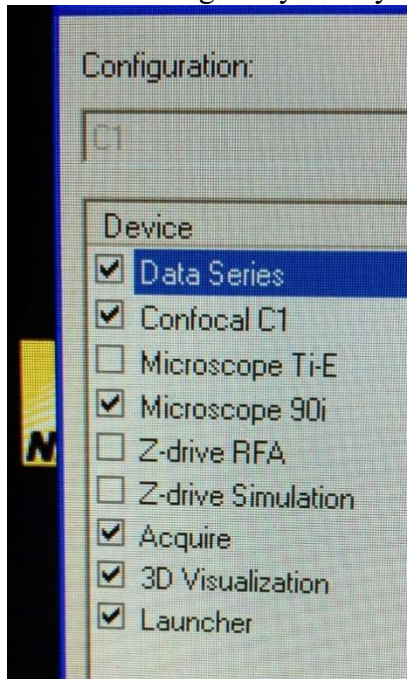 Configuration:
C1
Device
Data Series
Confocal C1
Microscope Ti-E
Microscope 90i
Z-drive RFA
Z-drive Simulation
Acquire
3D Visualization
Launcher
N